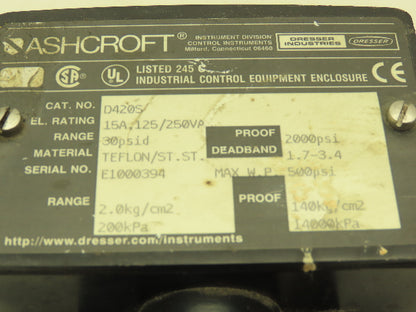 ASHCROFT® INSTRUMENT DIVISION DRESSER INDUSTRIES DRESSER
CONTROL INSTRUMENTS
Milford, Connecticut 06460
SA® UL LISTED 245
INDUSTRIAL CONTROL EQUIPMENT ENCLOSURE CE
CAT. NO. D420S
EL. RATING 15A,125/250VA
RANGE 30psid PROOF 2000psi
MATERIAL TEFLON/ST.ST. DEADBAND 1.7-3.4
SERIAL NO. E1000394 MAX W.P. 500psi
RANGE 2.0kg/cm2 PROOF 140kg/cm2
200kPa 14000kPa
http://www.dresser.com/instruments